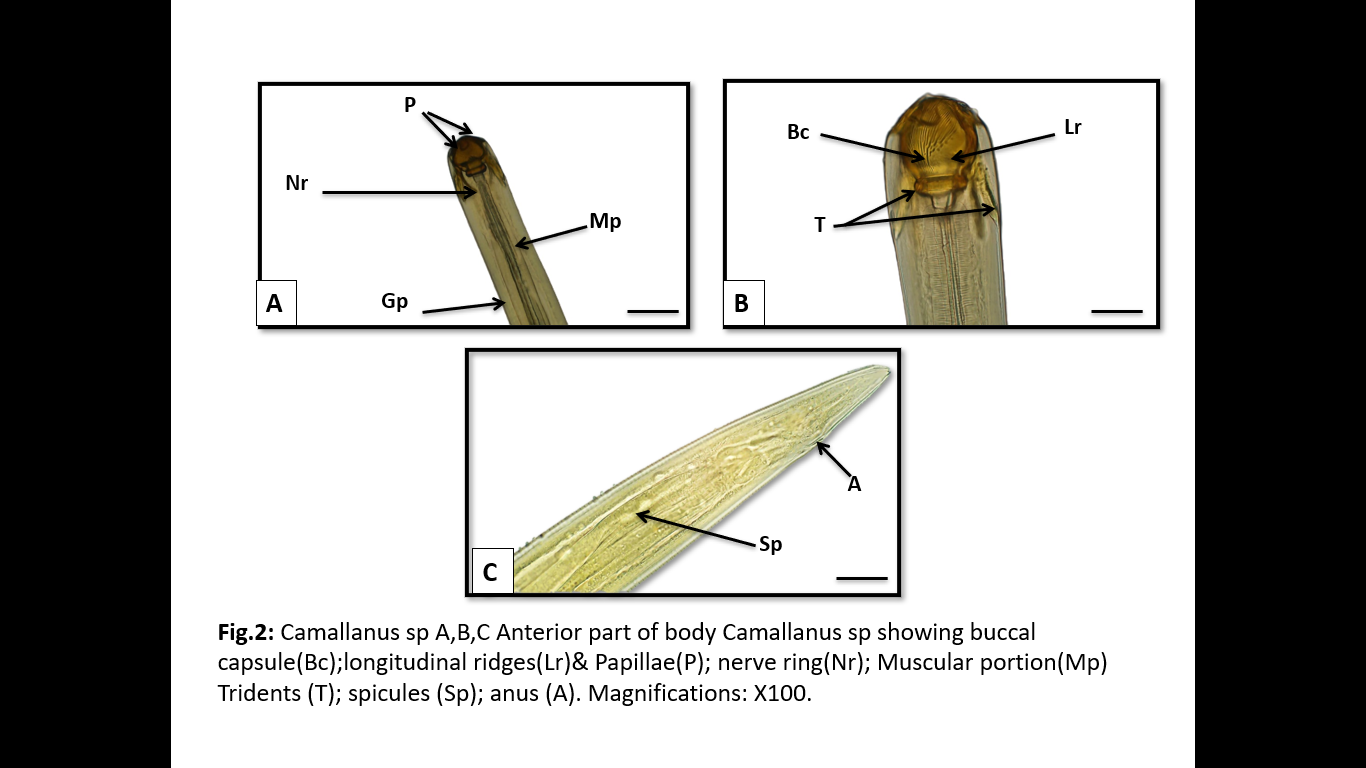 P
Nr
Mp
Gp
A
Bc
Lr
T
B
A
Sp
C
Fig.2: Camallanus sp A,B,C Anterior part of body Camallanus sp showing buccal
capsule(Bc);longitudinal ridges(Lr)& Papillae(P); nerve ring(Nr); Muscular portion(Mp)
Tridents (T); spicules (Sp); anus (A). Magnifications: X100.